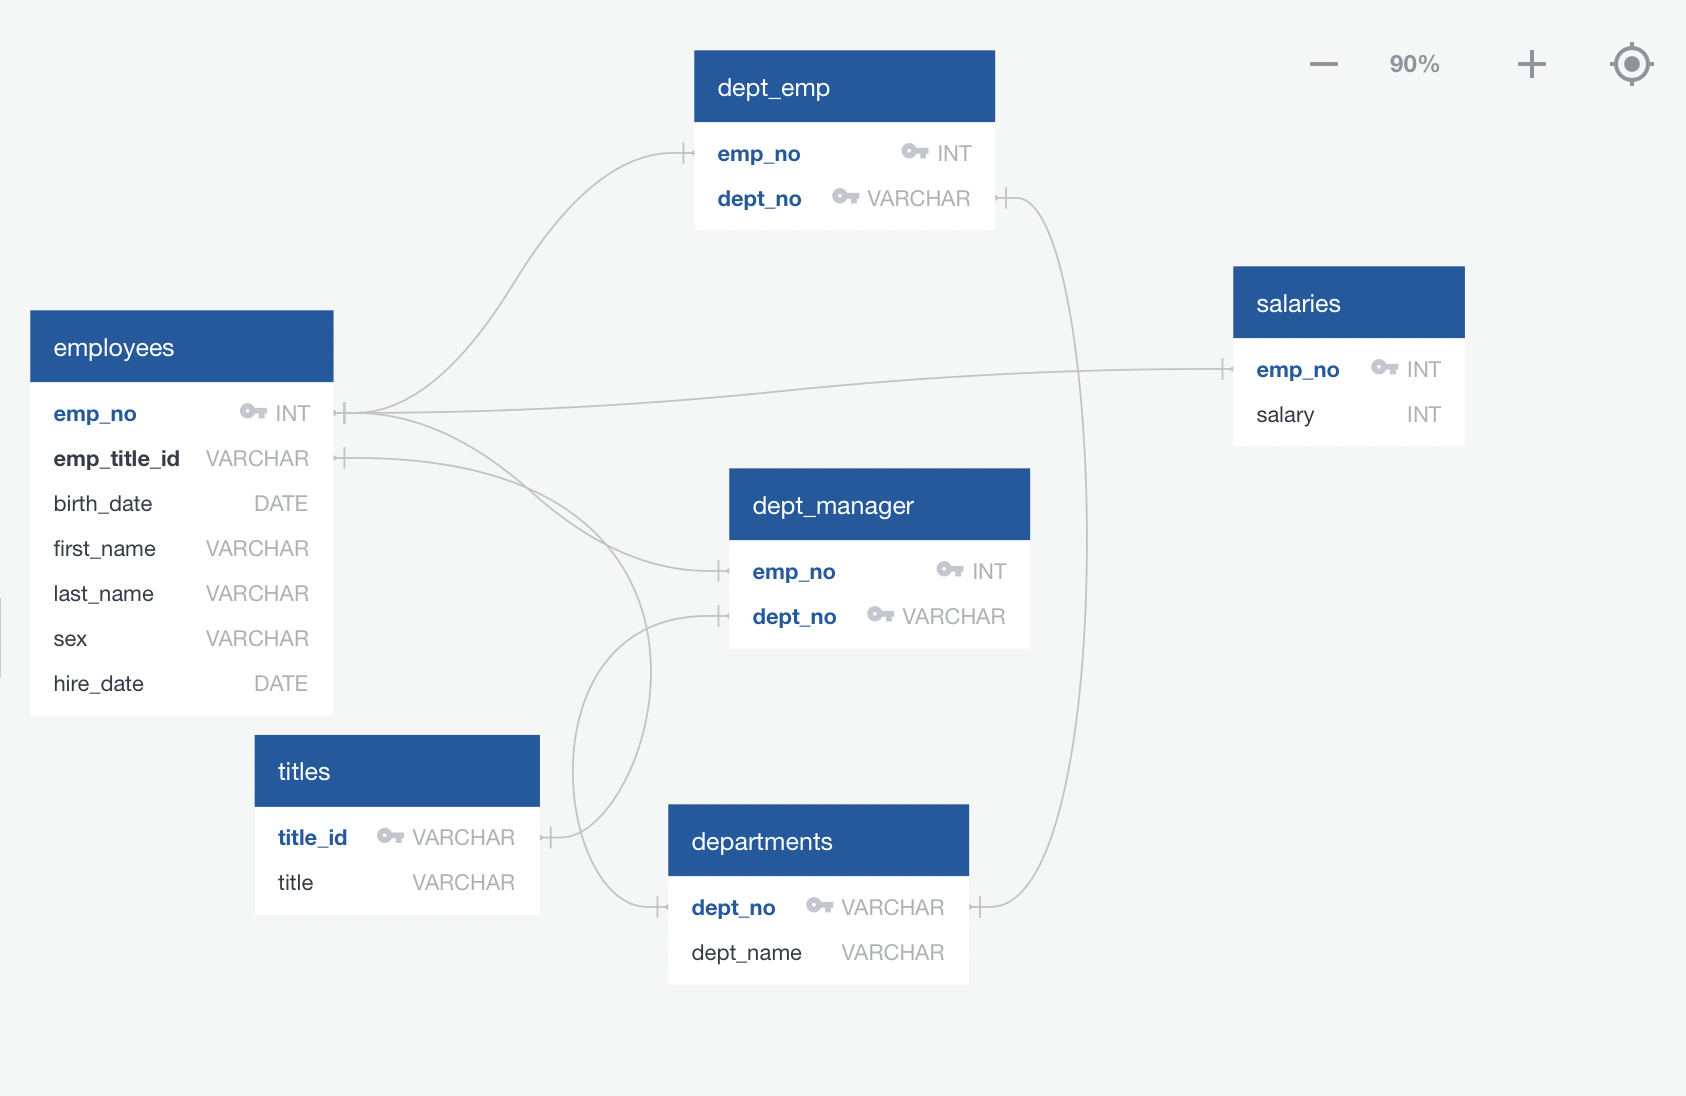 90%
dept_emp
emp_no INT
dept_no VARCHAR
salaries
emp_no INT
salary INT
employees
emp_no INT
emp_title_id VARCHAR
birth_date DATE
first_name VARCHAR
last_name VARCHAR
sex VARCHAR
hire_date DATE
dept_manager
emp_no INT
dept_no VARCHAR
titles
title_id VARCHAR
title VARCHAR
departments
dept_no VARCHAR
dept_name VARCHAR